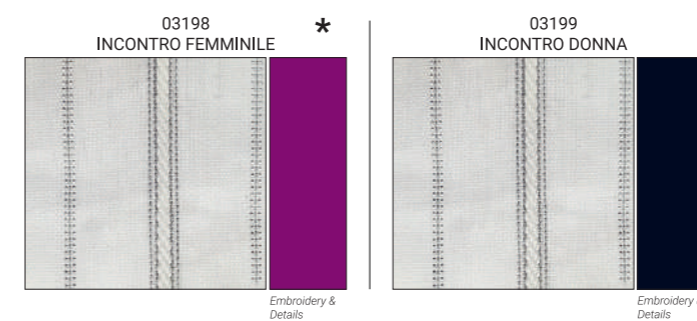 03198
INCONTRO FEMMINILE
*
Embroidery &
Details
03199
INCONTRO DONNA
Embroidery &
Details